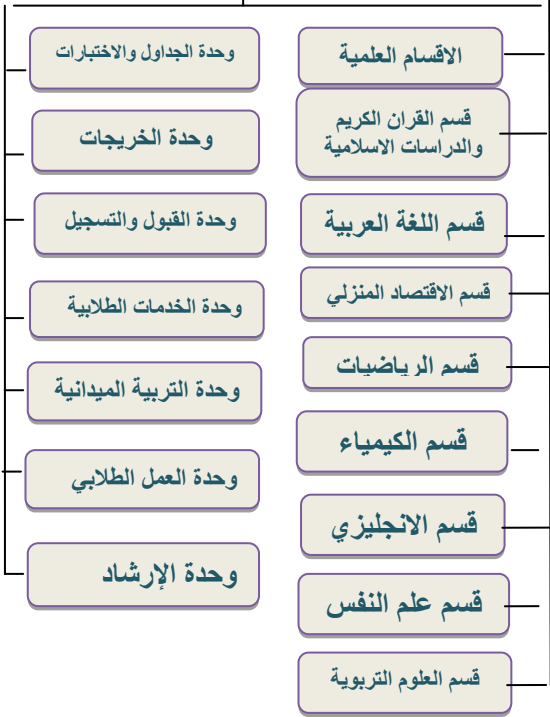 الاقسام العلمية
قسم القران الكريم
والدراسات الاسلامية
قسم اللغة العربية
قسم الاقتصاد المنزلي
قسم الرياضيات
قسم الكيمياء
قسم الانجليزي
قسم علم النفس
قسم العلوم التربوية
وحدة الجداول والاختبارات
وحدة الخريجات
وحدة القبول والتسجيل
وحدة الخدمات الطلابية
وحدة التربية الميدانية
وحدة العمل الطلابي
وحدة الإرشاد